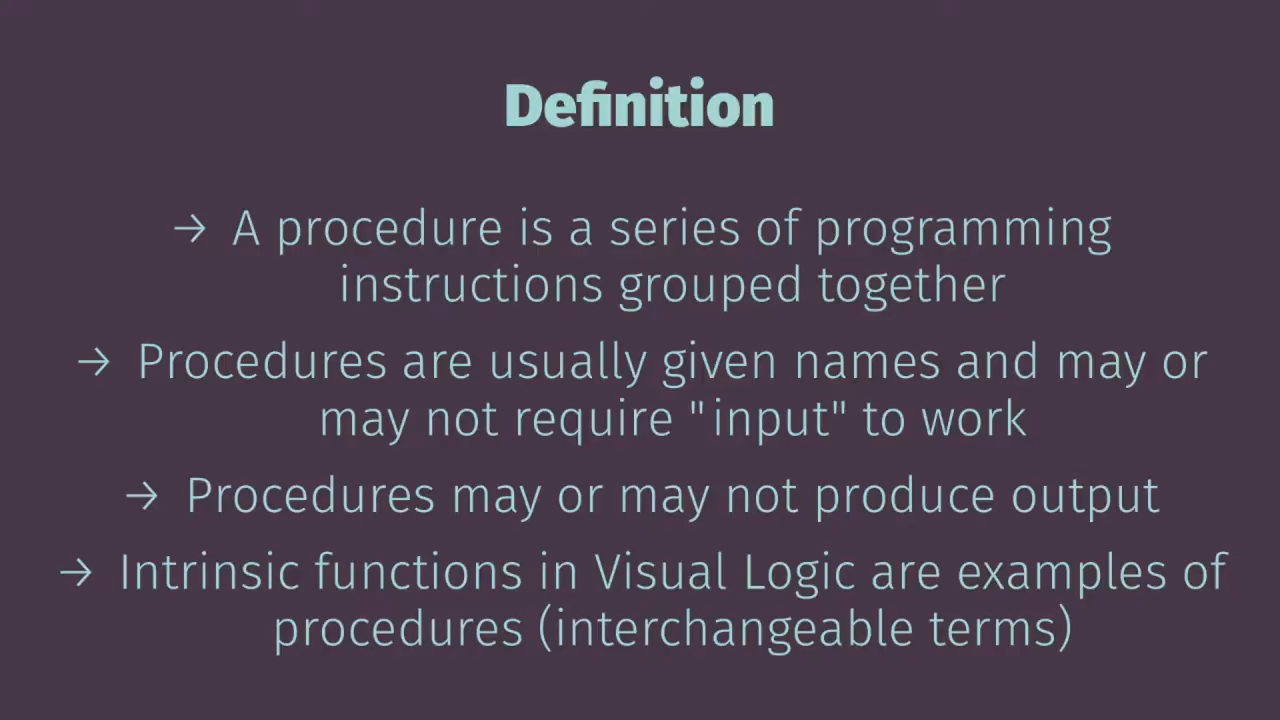 Definition
→ A procedure is a series of programming
instructions grouped together
→ Procedures are usually given names and may or
may not require "input" to work
→ Procedures may or may not produce output
→ Intrinsic functions in Visual Logic are examples of
procedures (interchangeable terms)